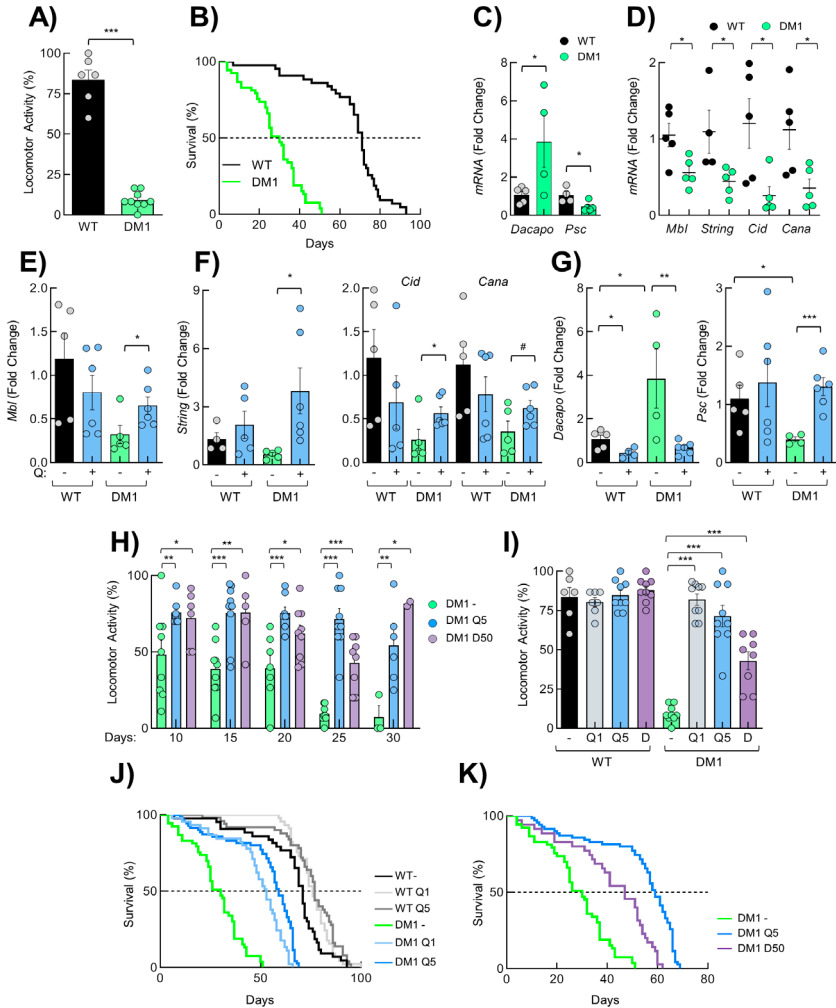 A)
***
Locomotor Activity (%)
100
75
50
25
0
WT
DM1
B)
Survival (%)
100
50
0
WT
DM1
0
20
40
60
80
100
Days
C)
WT
DM1
mRNA (Fold Change)
8
6
4
2
0
*
*
Dacapo
Psc
D)
WT
DM1
* * * *
mRNA (Fold Change)
2
1
0
Mbl String Cid Cana
E)
Mbl (Fold Change)
2.0
1.5
1.0
0.5
0.0
*
Q: - + - +
WT DM1
F)
String (Fold Change)
9
6
3
0
*
- + - +
WT DM1
Cid Cana
2.0
1.5
1.0
0.5
0.0
* #
- + - + - + - +
WT DM1 WT DM1
G)
Dacapo (Fold Change)
8
6
4
2
0
* **
*
- + - +
WT DM1
Psc (Fold Change)
3
2
1
0
*
***
- + - +
WT DM1
H)
Locomotor Activity (%)
100
75
50
25
0
* ** * *** *
** *** *** *** **
Days: 10 15 20 25 30
DM1 -
DM1 Q5
DM1 D50
I)
Locomotor Activity (%)
100
75
50
25
0
***
***
***
- Q1 Q5 D - Q1 Q5 D
WT DM1
J)
Survival (%)
100
50
0
0
20
40
60
80
100
Days
WT-
WT Q1
WT Q5
DM1 -
DM1 Q1
DM1 Q5
K)
Survival (%)
100
50
0
0
20
40
60
80
Days
DM1 -
DM1 Q5
DM1 D50